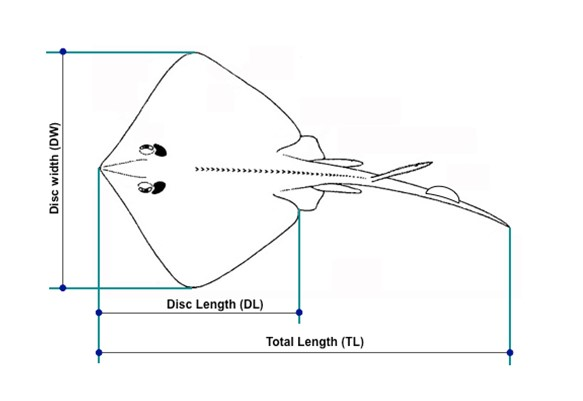 Disc width (DW)
Disc Length (DL)
Total Length (TL)